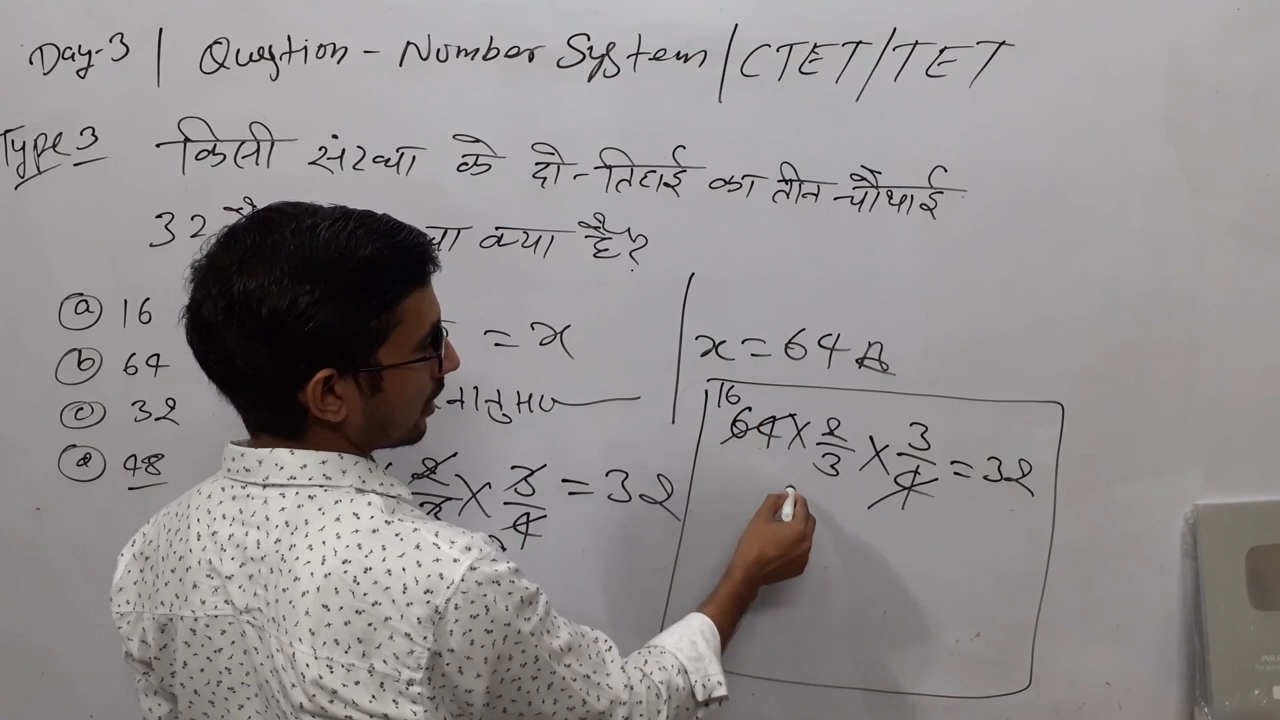 Day-3 | Question - Number System / CTET / TET
Type 3 किसी संख्या के दो-तिहाई का तीन-चौथाई
32 क्या है?
(a) 16
(b) 64
(c) 32
(d) 48
= x
2/3 × 3/4 = 32
x = 64 A
16
64 × 2/3 × 3/4 = 32